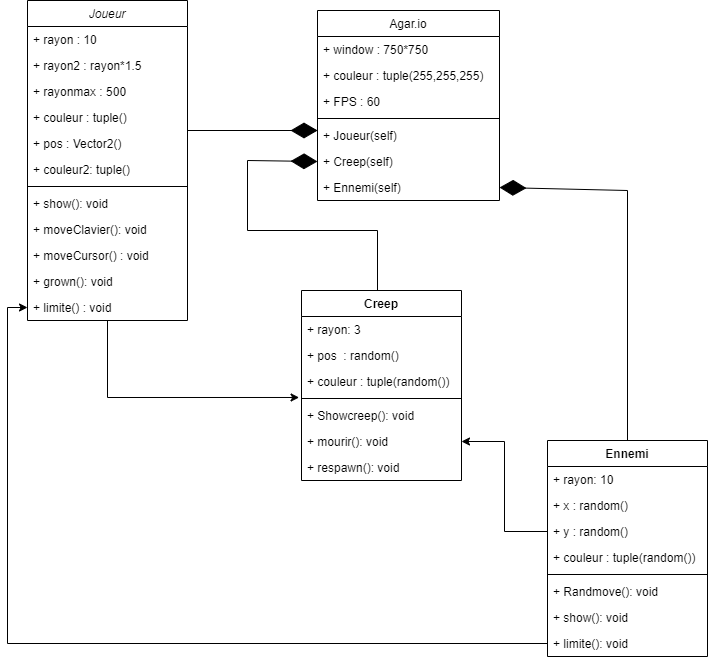 Joueur
+ rayon : 10
+ rayon2 : rayon*1.5
+ rayonmax : 500
+ couleur : tuple()
+ pos : Vector2()
+ couleur2: tuple()
+ show(): void
+ moveClavier(): void
+ moveCursor() : void
+ grown(): void
+ limite() : void
Agar.io
+ window : 750*750
+ couleur : tuple(255,255,255)
+ FPS : 60
+ Joueur(self)
+ Creep(self)
+ Ennemi(self)
Creep
+ rayon: 3
+ pos : random()
+ couleur : tuple(random())
+ Showcreep(): void
+ mourir(): void
+ respawn(): void
Ennemi
+ rayon: 10
+ x : random()
+ y : random()
+ couleur : tuple(random())
+ Randmove(): void
+ show(): void
+ limite(): void